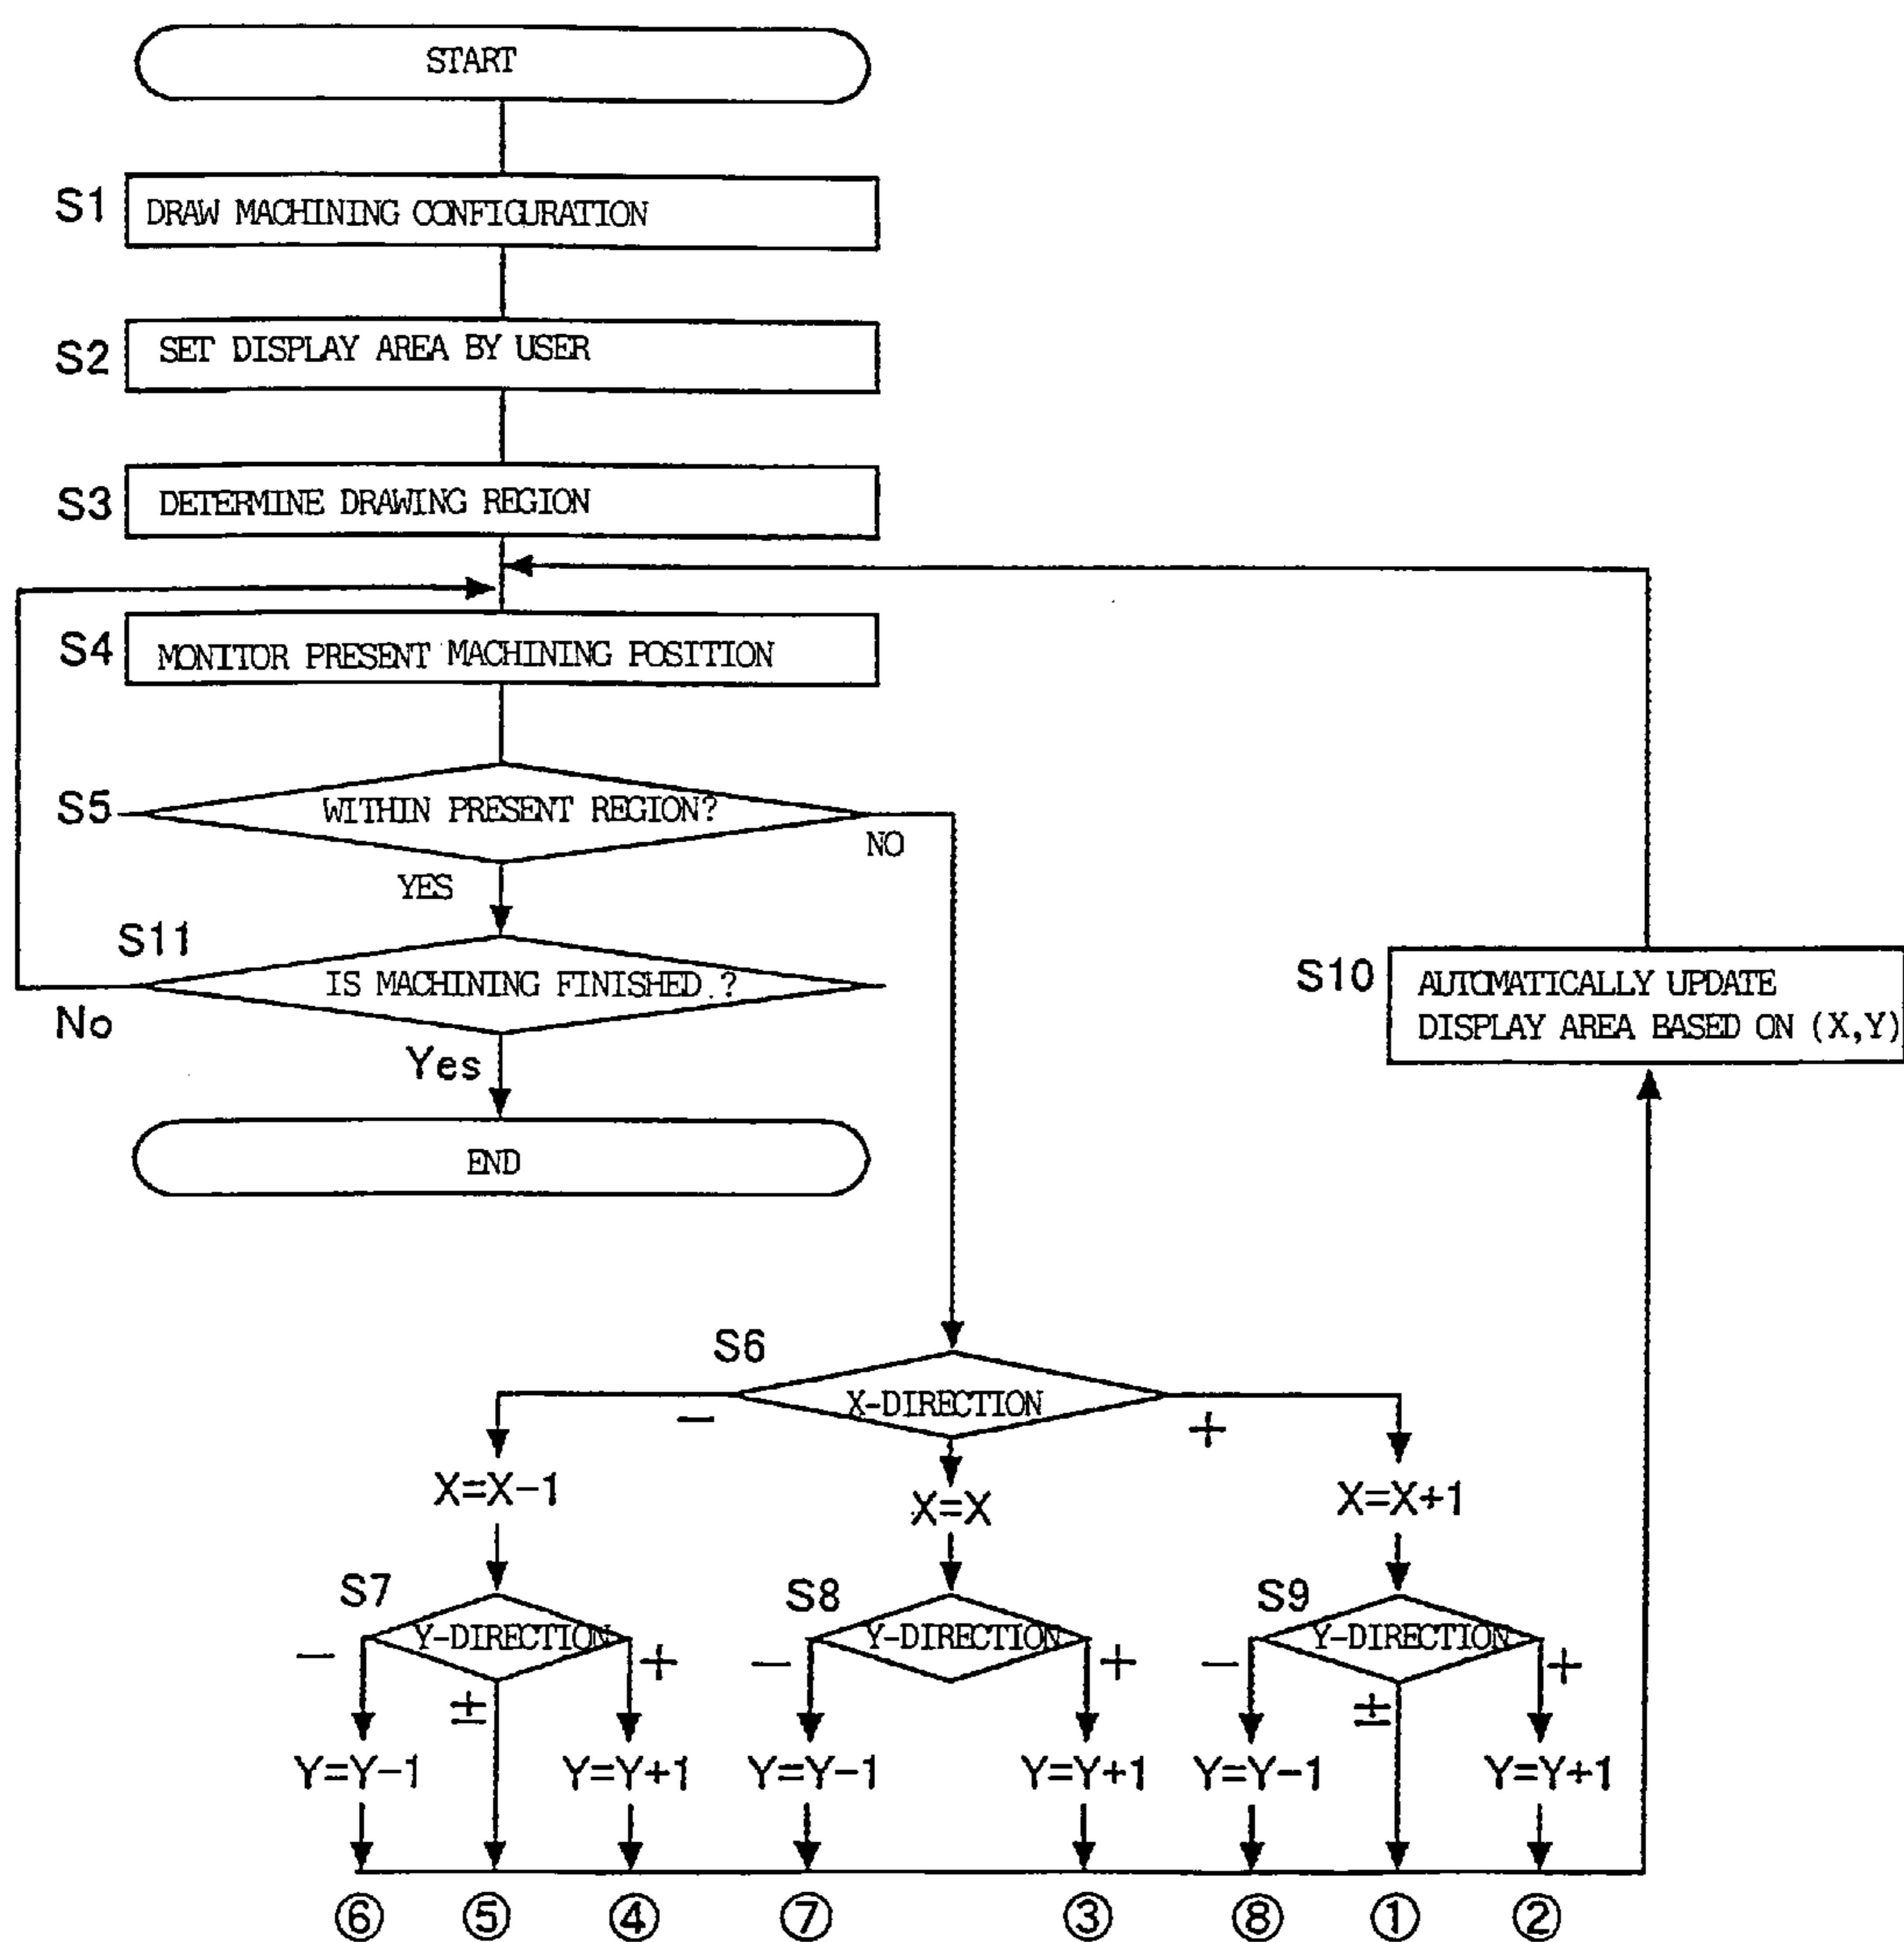 START
S1
DRAW MACHINING CONFIGURATION
S2
SET DISPLAY AREA BY USER
S3
DETERMINE DRAWING REGION
S4
MONITOR PRESENT MACHINING POSITION
S5
WITHIN PRESENT REGION?
NO
YES
S11
IS MACHINING FINISHED.?
No
Yes
END
S10
AUTOMATICALLY UPDATE
DISPLAY AREA BASED ON (X,Y)
S6
X-DIRECTION
−
+
X=X−1
X=X
X=X+1
S7
Y-DIRECTION
−
±
+
S8
Y-DIRECTION
−
+
S9
Y-DIRECTION
−
±
+
Y=Y−1
Y=Y+1
Y=Y−1
Y=Y+1
Y=Y−1
Y=Y+1
⑥ ⑤ ④ ⑦ ③ ⑧ ① ②